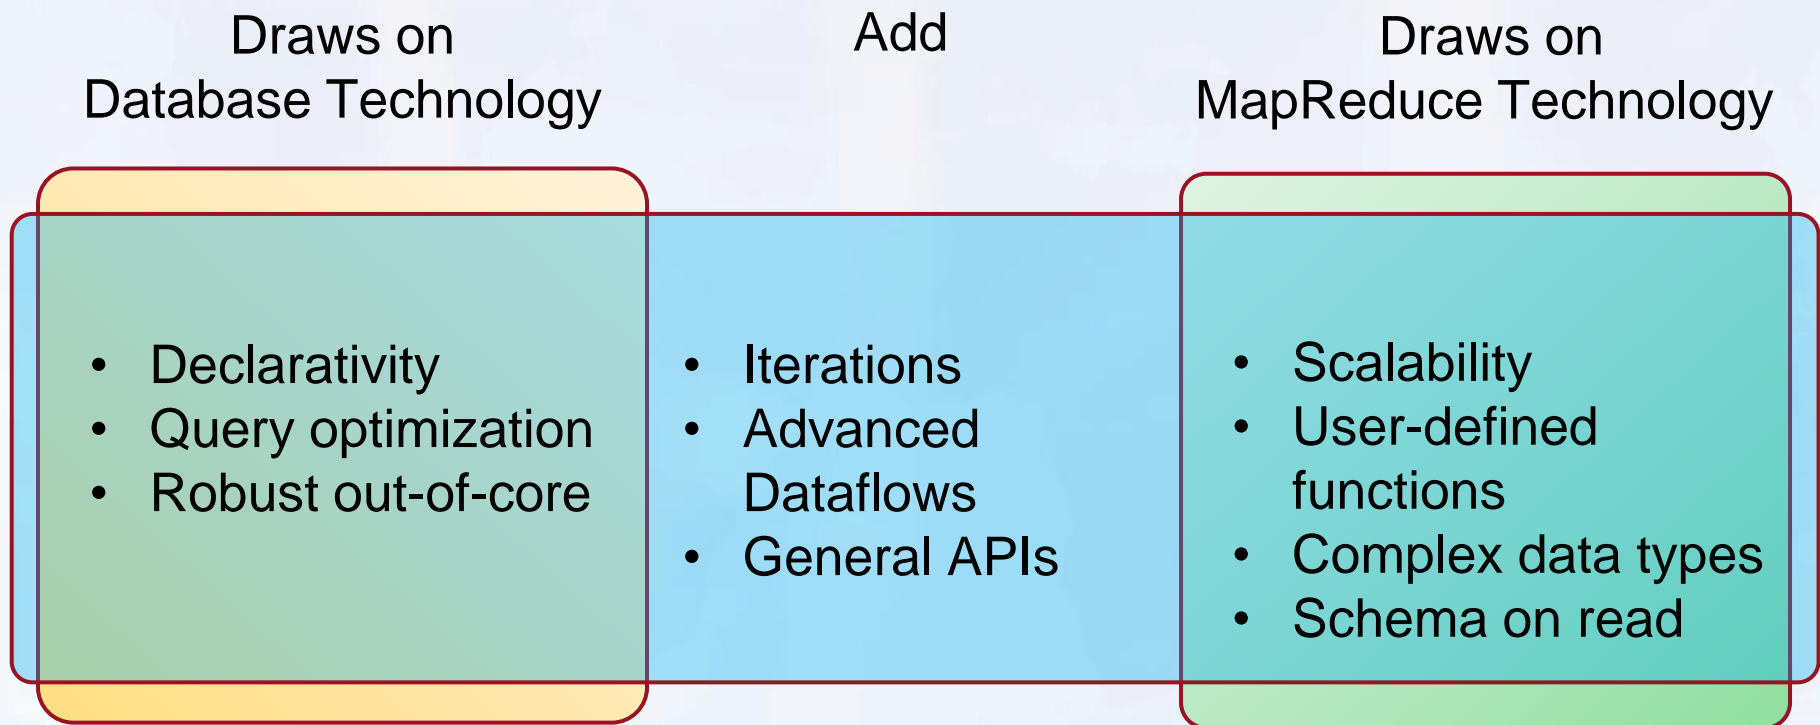 Draws on
Database Technology
• Declarativity
• Query optimization
• Robust out-of-core
Add
• Iterations
• Advanced
Dataflows
• General APIs
Draws on
MapReduce Technology
• Scalability
• User-defined
functions
• Complex data types
• Schema on read